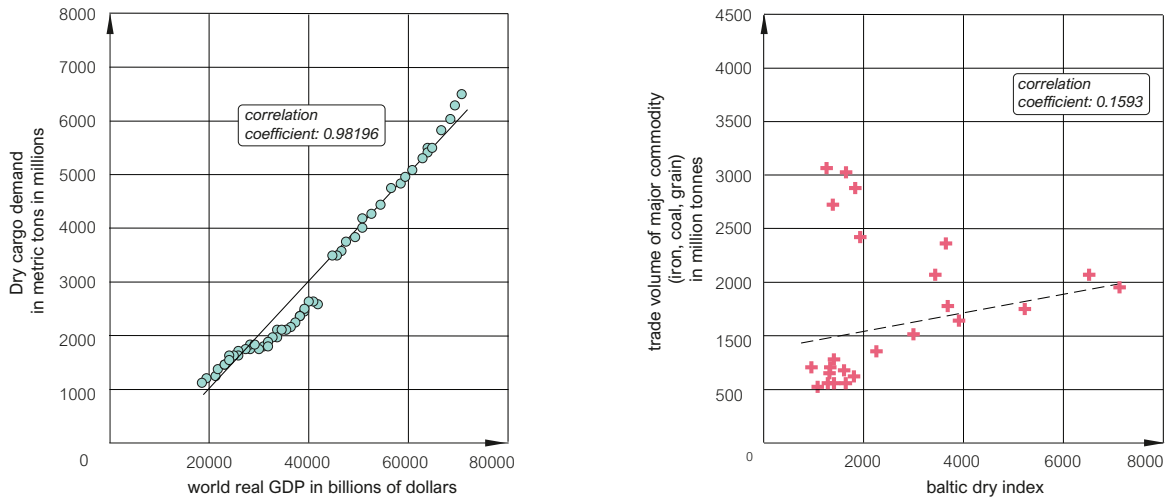 8000
7000
6000
5000
4000
3000
2000
1000
0
20000
40000
60000
80000
correlation
coefficient: 0.98196
Dry cargo demand
in metric tons in millions
world real GDP in billions of dollars
4500
4000
3500
3000
2500
2000
1500
500
0
2000
4000
6000
8000
correlation
coefficient: 0.1593
trade volume of major commodity
(iron, coal, grain)
in million tonnes
baltic dry index